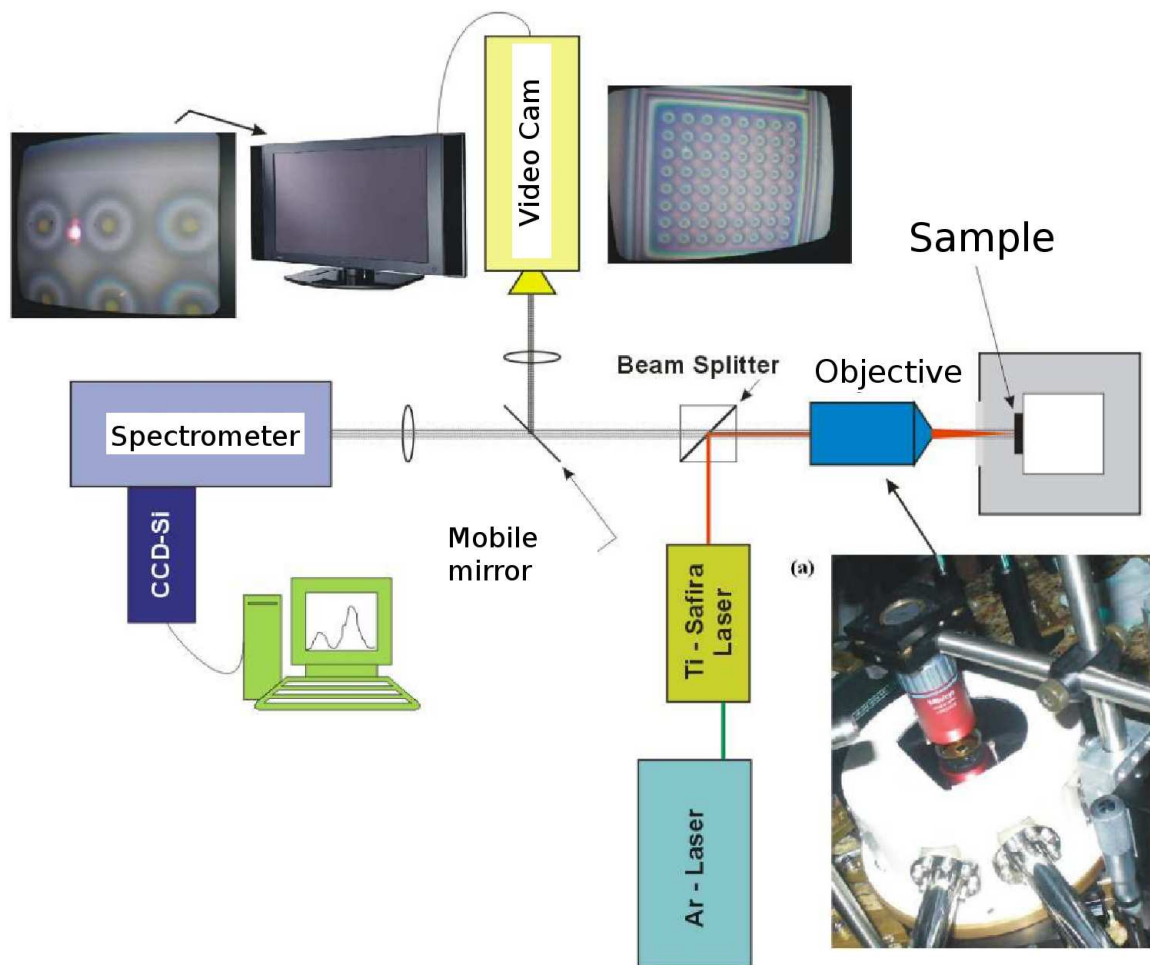 Video Cam
Sample
Beam Splitter
Objective
Spectrometer
Mobile
mirror
CCD-Si
Ti - Safira
Laser
(a)
Ar - Laser